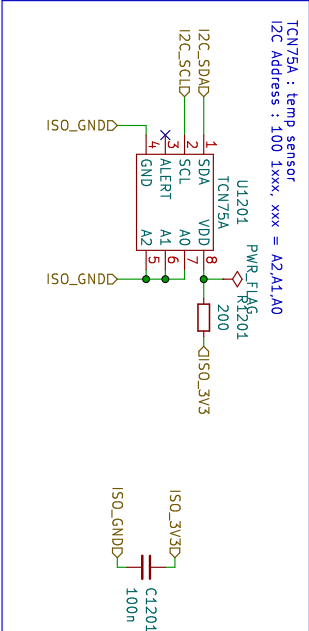 TCN75A : temp sensor
I2C Address : 100 1xxx, xxx = A2,A1,A0
I2C_SDA
I2C_SCL
ISO_GND
1
2
3
4
SDA
SCL
ALERT
GND
U1201
TCN75A
VDD
A0
A1
A2
8
7
6
5
ISO_GND
PWR_FLAG
R1201
200
ISO_3V3
ISO_3V3
ISO_GND
C1201
100n